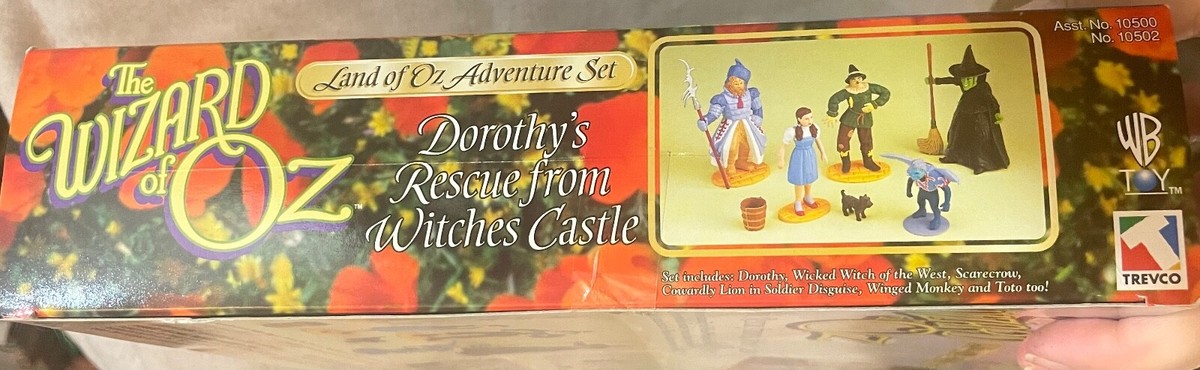 The
WIZARD
of OZ™
Land of Oz Adventure Set
Dorothy's
Rescue from
Witches Castle
Asst. No. 10500
No. 10502
WB
TOY™
T
TREVCO
Set includes: Dorothy, Wicked Witch of the West, Scarecrow,
Cowardly Lion in Soldier Disguise, Winged Monkey and Toto too!